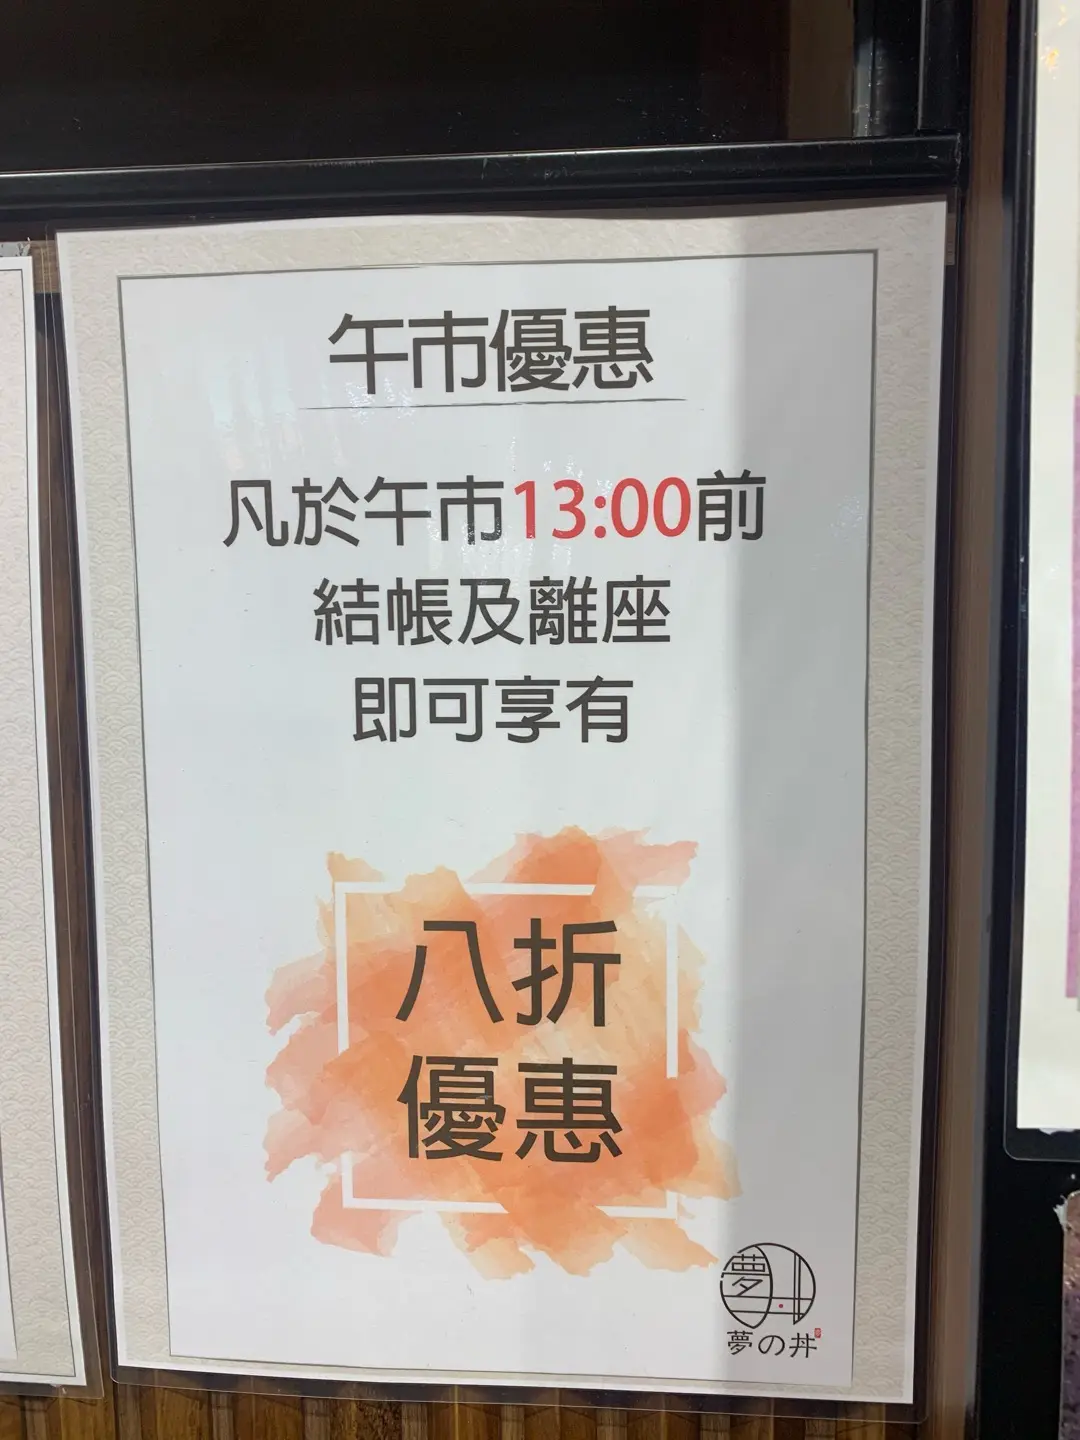 午市優惠
凡於午市13:00前
結帳及離座
即可享有
八折
優惠
夢
夢の丼